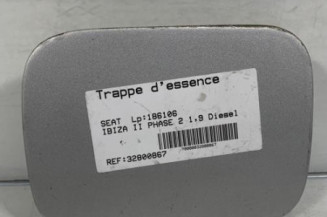 Trappe d'essence
SEAT Lp:186106
IBIZA II PHASE 2 1.9 Diesel
REF:32800867